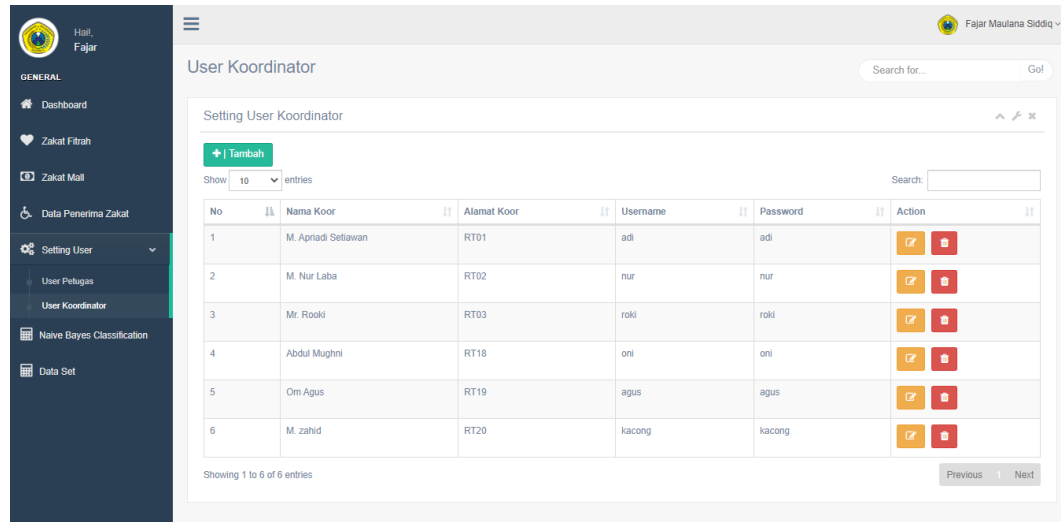 Hai!,
Fajar
GENERAL
Dashboard
Zakat Fitrah
Zakat Mall
Data Penerima Zakat
Setting User
User Petugas
User Koordinator
Naive Bayes Classification
Data Set
Fajar Maulana Siddiq
User Koordinator
Search for... Go!
Setting User Koordinator
+ | Tambah
Show 10 entries Search:
No Nama Koor Alamat Koor Username Password Action
1 M. Apriadi Setiawan RT01 adi adi
2 M. Nur Laba RT02 nur nur
3 Mr. Rooki RT03 roki roki
4 Abdul Mughni RT18 oni oni
5 Om Agus RT19 agus agus
6 M. zahid RT20 kacong kacong
Showing 1 to 6 of 6 entries Previous 1 Next